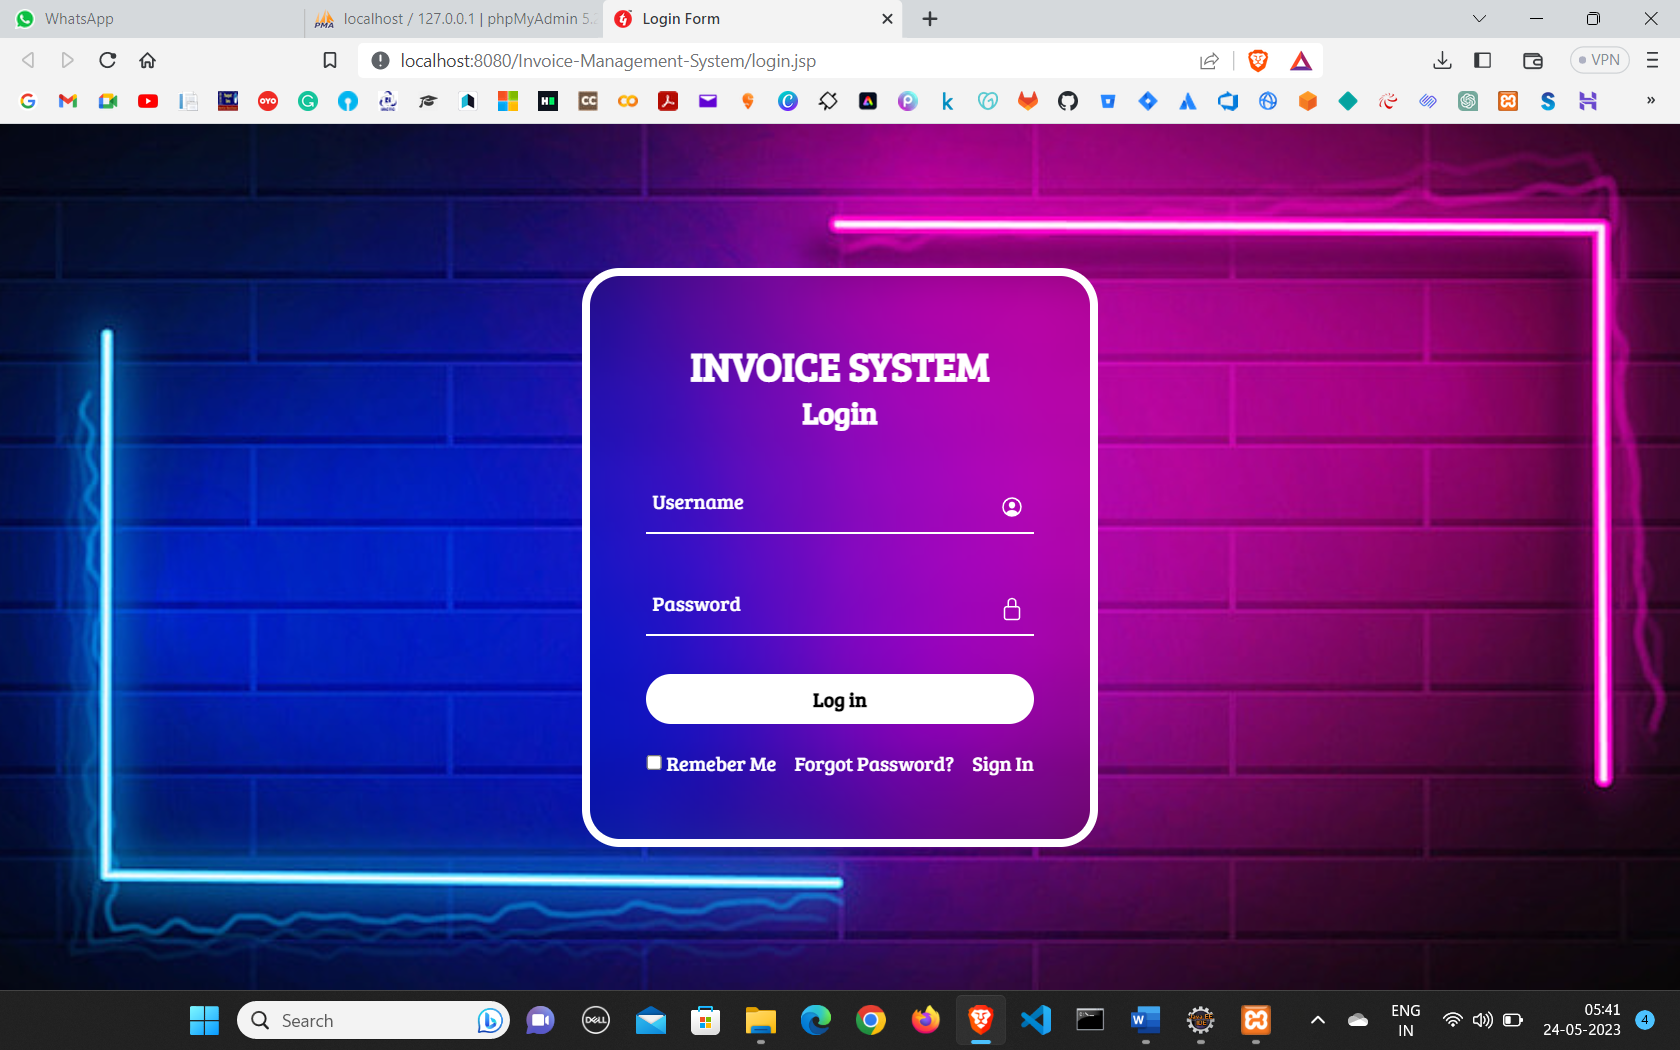 WhatsApp
localhost / 127.0.0.1 | phpMyAdmin 5.
Login Form
localhost:8080/Invoice-Management-System/login.jsp
VPN
INVOICE SYSTEM
Login
Username
Password
Log in
Remeber Me Forgot Password? Sign In
Search
DELL
ENG
IN
05:41
24-05-2023
4